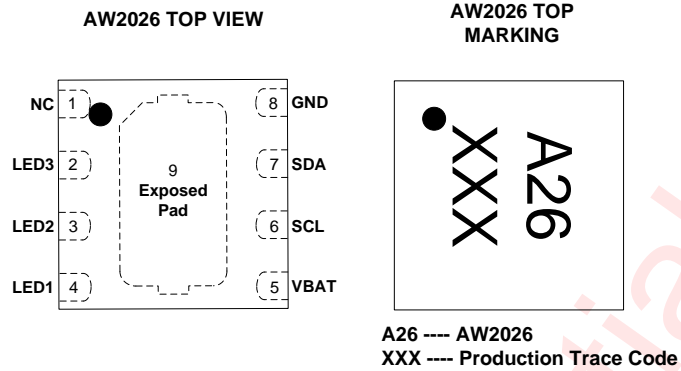 AW2026 TOP VIEW
NC 1
LED3 2
LED2 3
LED1 4
9
Exposed
Pad
8 GND
7 SDA
6 SCL
5 VBAT
AW2026 TOP
MARKING
A26
XXX
A26 ---- AW2026
XXX ---- Production Trace Code